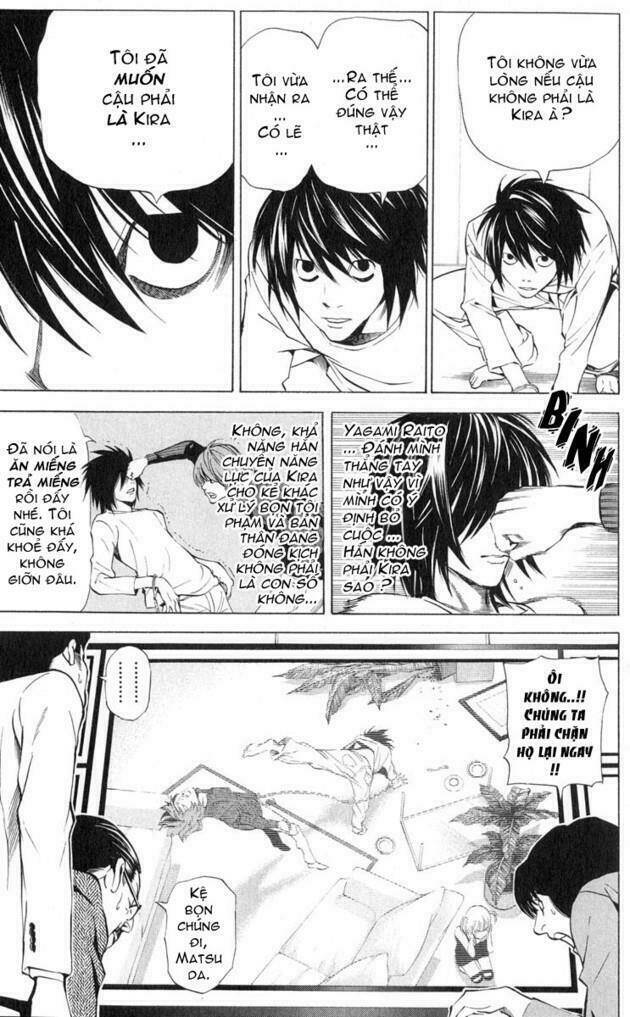 TÔI KHÔNG VỪA
LÒNG NẾU CẬU
KHÔNG PHẢI LÀ
KIRA À?
...RA THẾ...
CÓ THỂ
ĐÚNG VẬY
THẬT
...
TÔI VỪA
NHẬN RA
...
CÓ LẼ
...
TÔI ĐÃ
MUỐN
CẬU PHẢI
LÀ KIRA
...
BINH
YAGAMI RAITO
... ĐÁNH MÌNH
THẲNG TAY
NHƯ VẬY VÌ
MÌNH CÓ Ý
ĐỊNH BỎ
CUỘC ...
HẮN KHÔNG
PHẢI KIRA
SAO?
KHÔNG, KHẢ
NĂNG HẮN
CHUYỂN NĂNG
LỰC CỦA KIRA
CHO KẺ KHÁC
XỬ LÝ BỌN TỘI
PHẠM VÀ BẢN
THÂN ĐANG
ĐÓNG KỊCH
KHÔNG PHẢI
LÀ CON SỐ
KHÔNG...
ĐÃ NÓI LÀ
ĂN MIẾNG
TRẢ MIẾNG
RỒI ĐẤY
NHÉ. TÔI
CŨNG KHÁ
KHOẺ ĐẤY,
KHÔNG
GIỠN ĐÂU.
ÔI
KHÔNG..!!
CHÚNG TA
PHẢI CHẶN
HỌ LẠI NGAY
!!
......
KỆ
BỌN
CHÚNG
ĐI,
MATSU
DA.